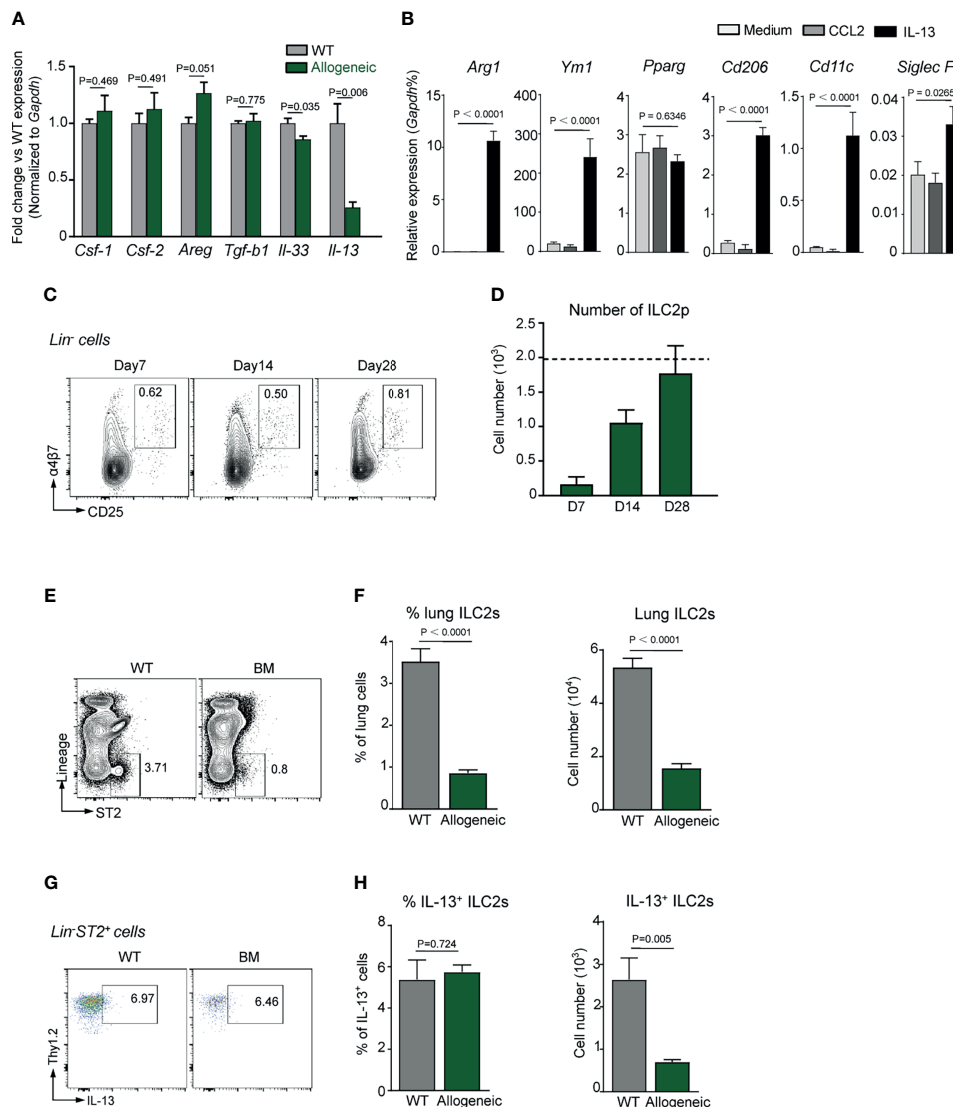 A
WT
Allogeneic
Fold change vs WT expression
(Normalized to Gapdh)
1.5
1.0
0.5
0
P=0.469
P=0.491
P=0.051
P=0.775
P=0.035
P=0.006
Csf-1 Csf-2 Areg Tgf-b1 Il-33 Il-13
B
Medium CCL2 IL-13
Relative expression (Gapdh%)
Arg1
15
10
5
0
P < 0.0001
Ym1
400
300
200
100
0
P < 0.0001
Pparg
4
3
2
1
0
P = 0.6346
Cd206
4
3
2
1
0
P < 0.0001
Cd11c
1.5
1.0
0.5
0
P < 0.0001
Siglec F
0.04
0.03
0.02
0.01
0
P = 0.0265
C
Lin- cells
Day7 Day14 Day28
0.62 0.50 0.81
α4β7
CD25
D
Number of ILC2p
Cell number (10³)
2.5
2.0
1.5
1.0
0.5
0
D7 D14 D28
E
WT BM
3.71 0.8
Lineage
ST2
F
% lung ILC2s
P < 0.0001
% of lung cells
4
3
2
1
0
WT Allogeneic
Lung ILC2s
P < 0.0001
Cell number (10⁴)
6
4
2
0
WT Allogeneic
G
Lin-ST2⁺ cells
WT BM
6.97 6.46
Thy1.2
IL-13
H
% IL-13⁺ ILC2s
P=0.724
% of IL-13⁺ cells
8
6
4
2
0
WT Allogeneic
IL-13⁺ ILC2s
P=0.005
Cell number (10³)
4
3
2
1
0
WT Allogeneic